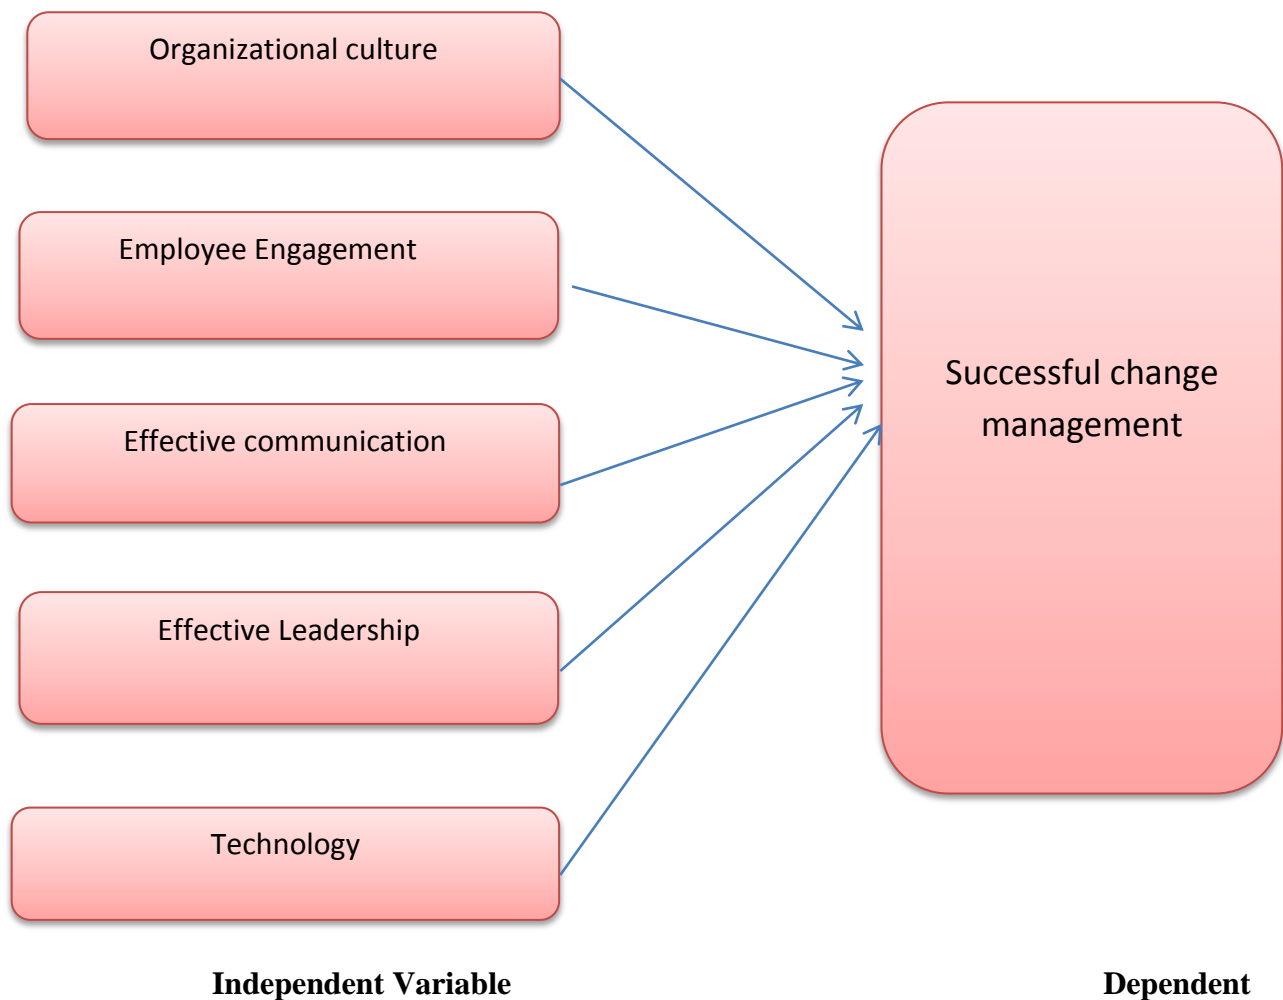 Organizational culture
Employee Engagement
Effective communication
Effective Leadership
Technology
Successful change
management
Independent Variable
Dependent